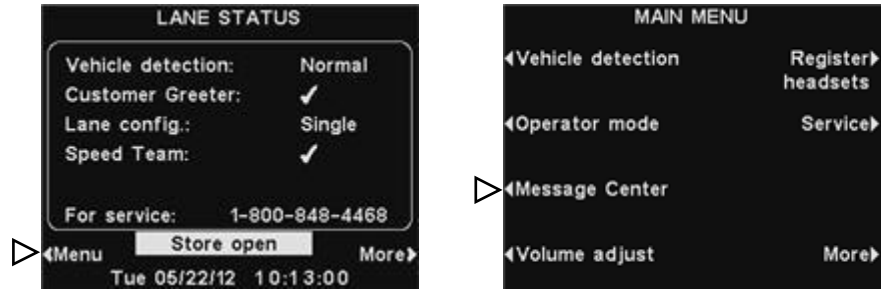 LANE STATUS
Vehicle detection: Normal
Customer Greeter: ✓
Lane config.: Single
Speed Team: ✓
For service: 1-800-848-4468
Store open
Menu More
Tue 05/22/12 10:13:00
MAIN MENU
Vehicle detection Register
headsets
Operator mode Service
Message Center
Volume adjust More